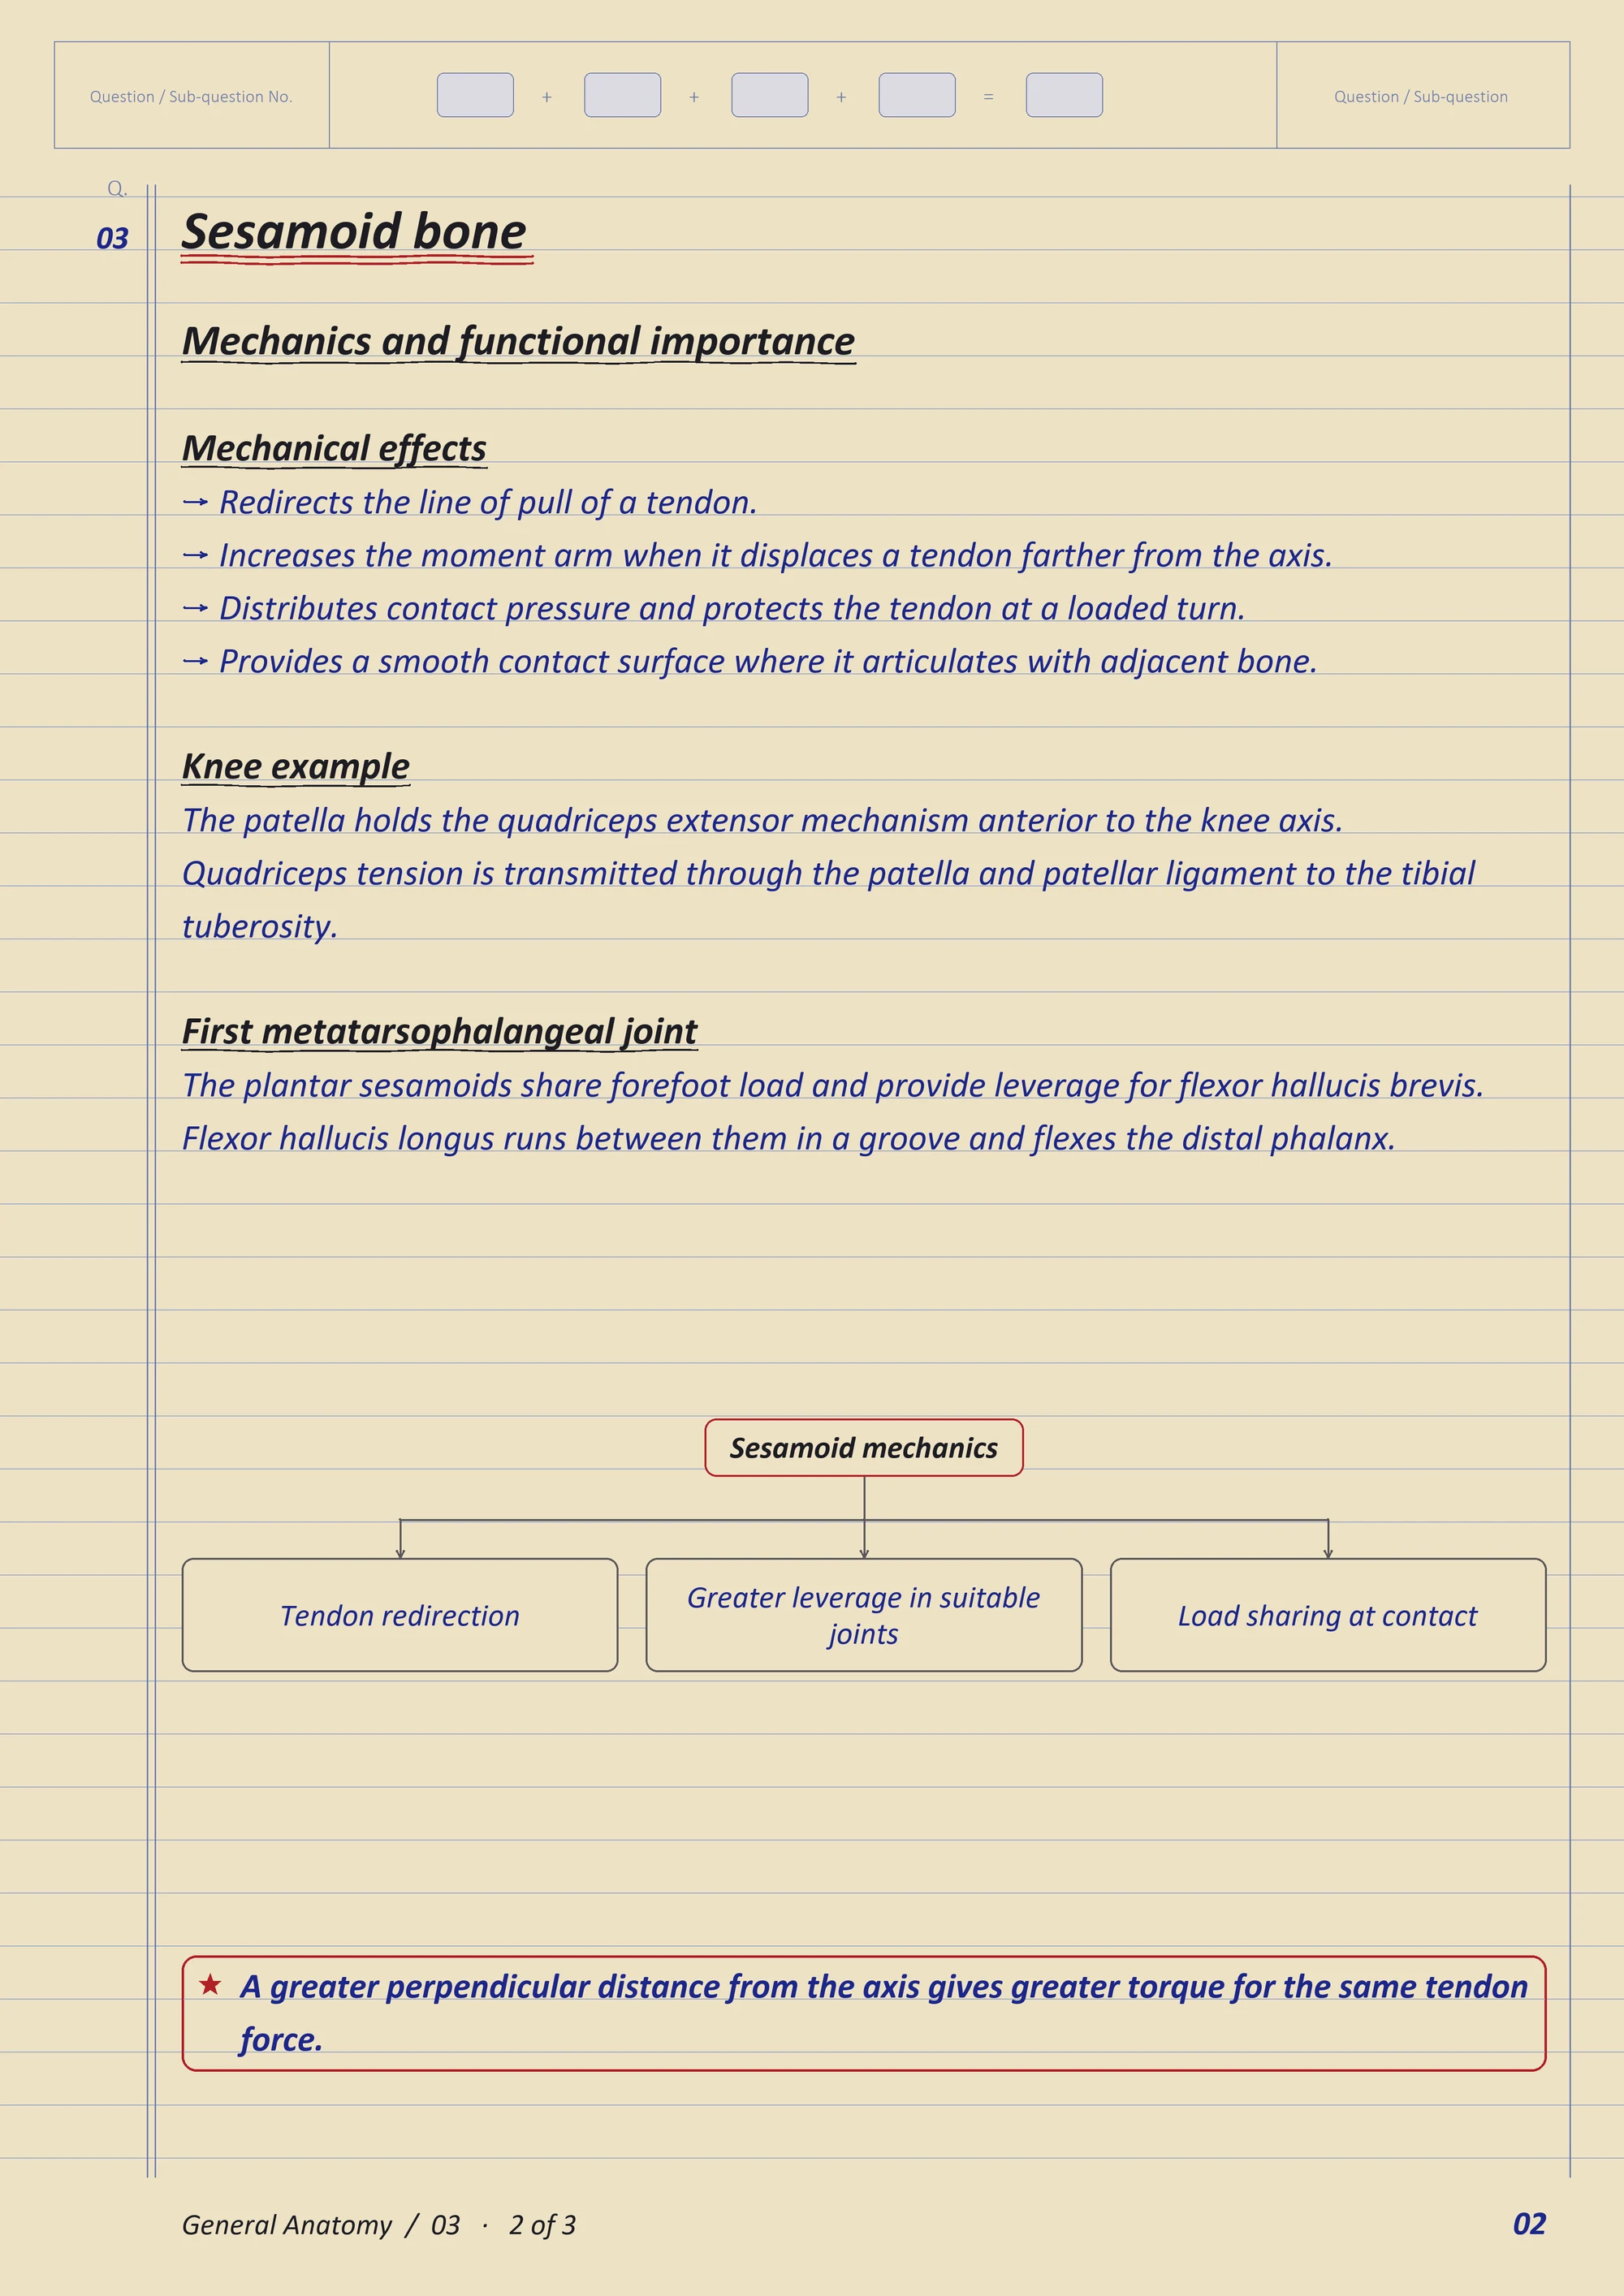 Question / Sub-question No.
+ + + =
Question / Sub-question
Q.
03
Sesamoid bone
Mechanics and functional importance
Mechanical effects
→ Redirects the line of pull of a tendon.
→ Increases the moment arm when it displaces a tendon farther from the axis.
→ Distributes contact pressure and protects the tendon at a loaded turn.
→ Provides a smooth contact surface where it articulates with adjacent bone.
Knee example
The patella holds the quadriceps extensor mechanism anterior to the knee axis.
Quadriceps tension is transmitted through the patella and patellar ligament to the tibial
tuberosity.
First metatarsophalangeal joint
The plantar sesamoids share forefoot load and provide leverage for flexor hallucis brevis.
Flexor hallucis longus runs between them in a groove and flexes the distal phalanx.
Sesamoid mechanics
Tendon redirection
Greater leverage in suitable
joints
Load sharing at contact
★ A greater perpendicular distance from the axis gives greater torque for the same tendon
force.
General Anatomy / 03 · 2 of 3
02